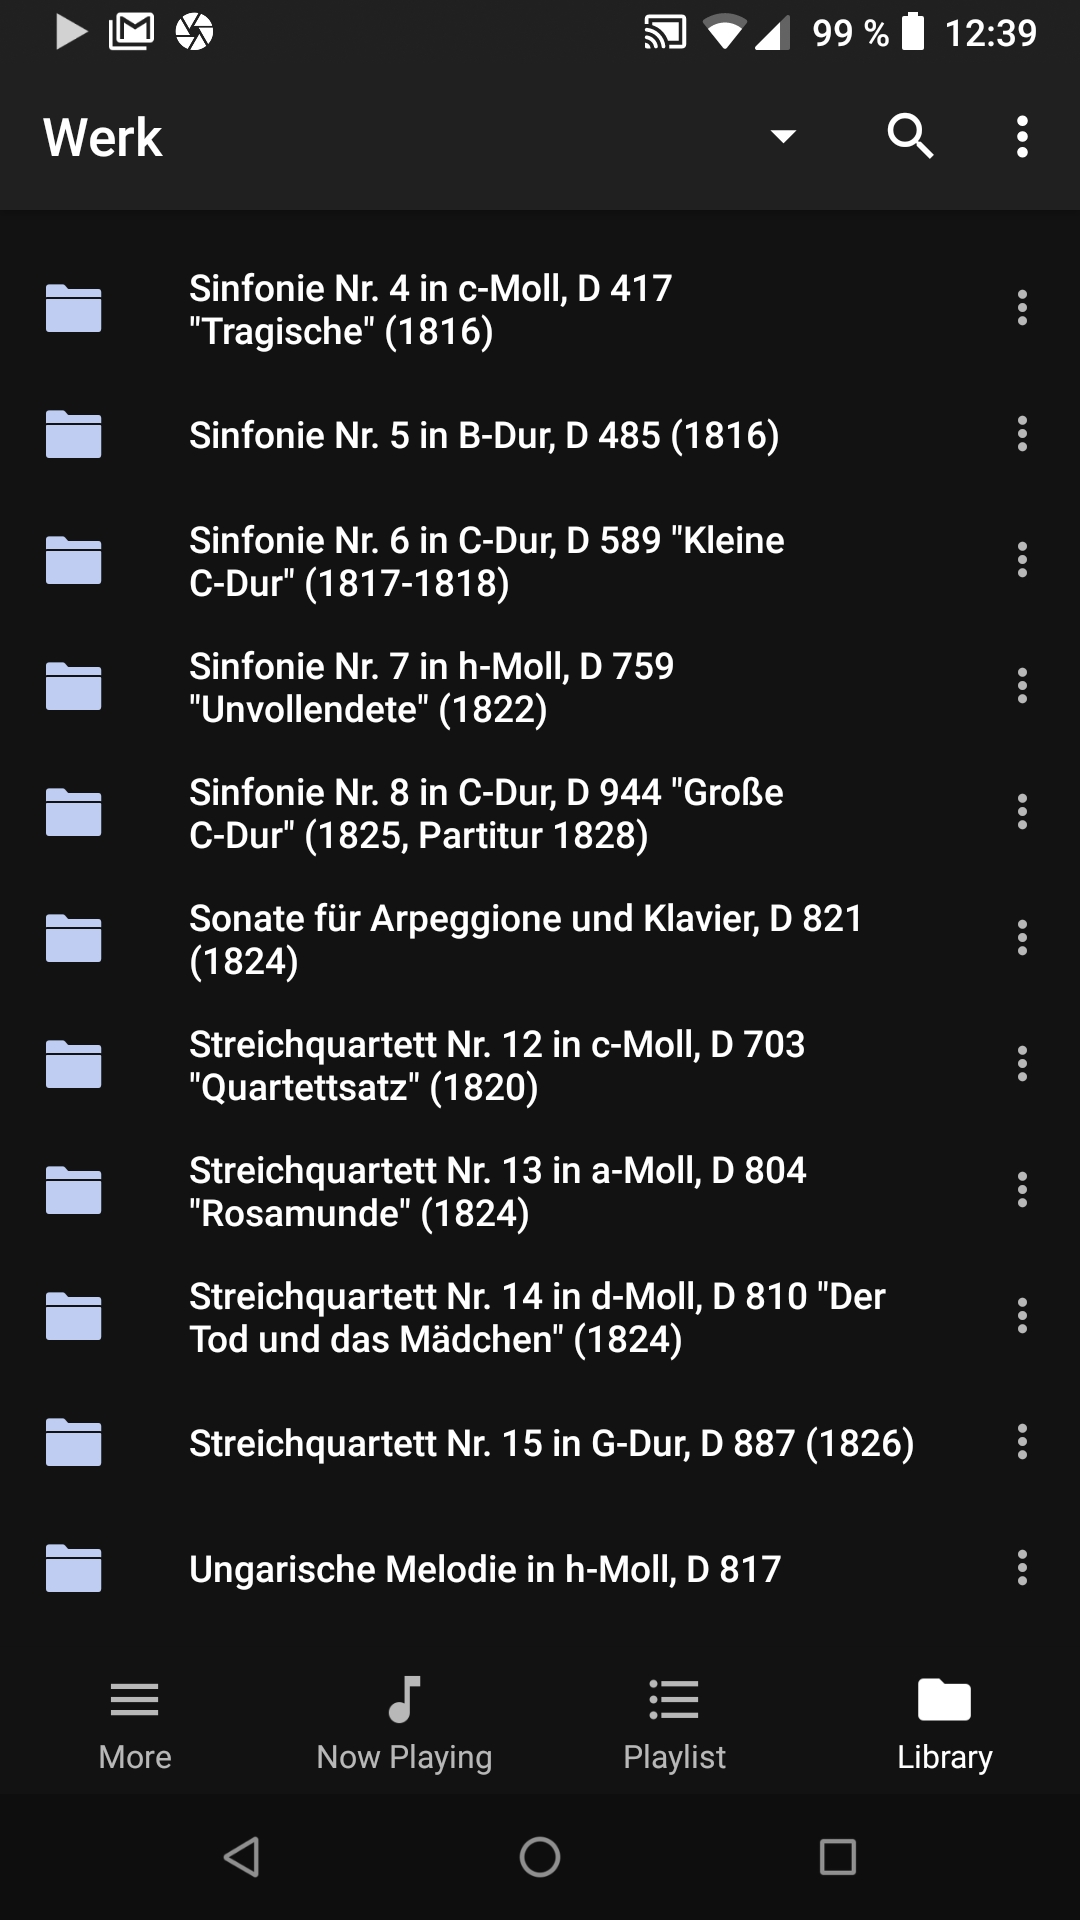 99 % 12:39
Werk
Sinfonie Nr. 4 in c-Moll, D 417
"Tragische" (1816)
Sinfonie Nr. 5 in B-Dur, D 485 (1816)
Sinfonie Nr. 6 in C-Dur, D 589 "Kleine
C-Dur" (1817-1818)
Sinfonie Nr. 7 in h-Moll, D 759
"Unvollendete" (1822)
Sinfonie Nr. 8 in C-Dur, D 944 "Große
C-Dur" (1825, Partitur 1828)
Sonate für Arpeggione und Klavier, D 821
(1824)
Streichquartett Nr. 12 in c-Moll, D 703
"Quartettsatz" (1820)
Streichquartett Nr. 13 in a-Moll, D 804
"Rosamunde" (1824)
Streichquartett Nr. 14 in d-Moll, D 810 "Der
Tod und das Mädchen" (1824)
Streichquartett Nr. 15 in G-Dur, D 887 (1826)
Ungarische Melodie in h-Moll, D 817
More Now Playing Playlist Library